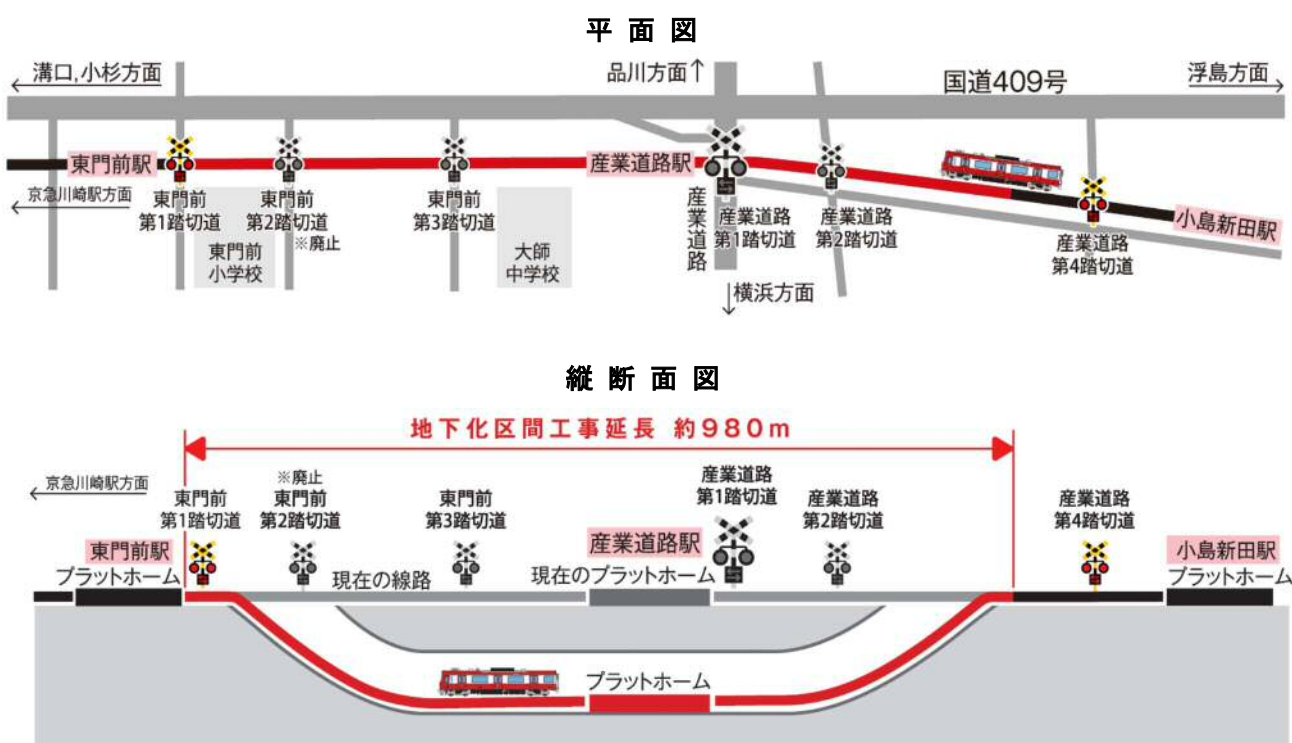 平面図
溝口,小杉方面
品川方面↑
国道409号
浮島方面
東門前駅
産業道路駅
京急川崎駅方面
東門前
第1踏切道
東門前
第2踏切道
※廃止
東門前
第3踏切道
産業道路
産業道路
第1踏切道
産業道路
第2踏切道
小島新田駅
産業道路
第4踏切道
東門前
小学校
大師
中学校
↓横浜方面
縦断面図
地下化区間工事延長 約980m
京急川崎駅方面
東門前
第1踏切道
※廃止
東門前
第2踏切道
東門前
第3踏切道
産業道路
第1踏切道
産業道路
第2踏切道
産業道路
第4踏切道
東門前駅
プラットホーム
現在の線路
産業道路駅
現在のプラットホーム
小島新田駅
プラットホーム
プラットホーム